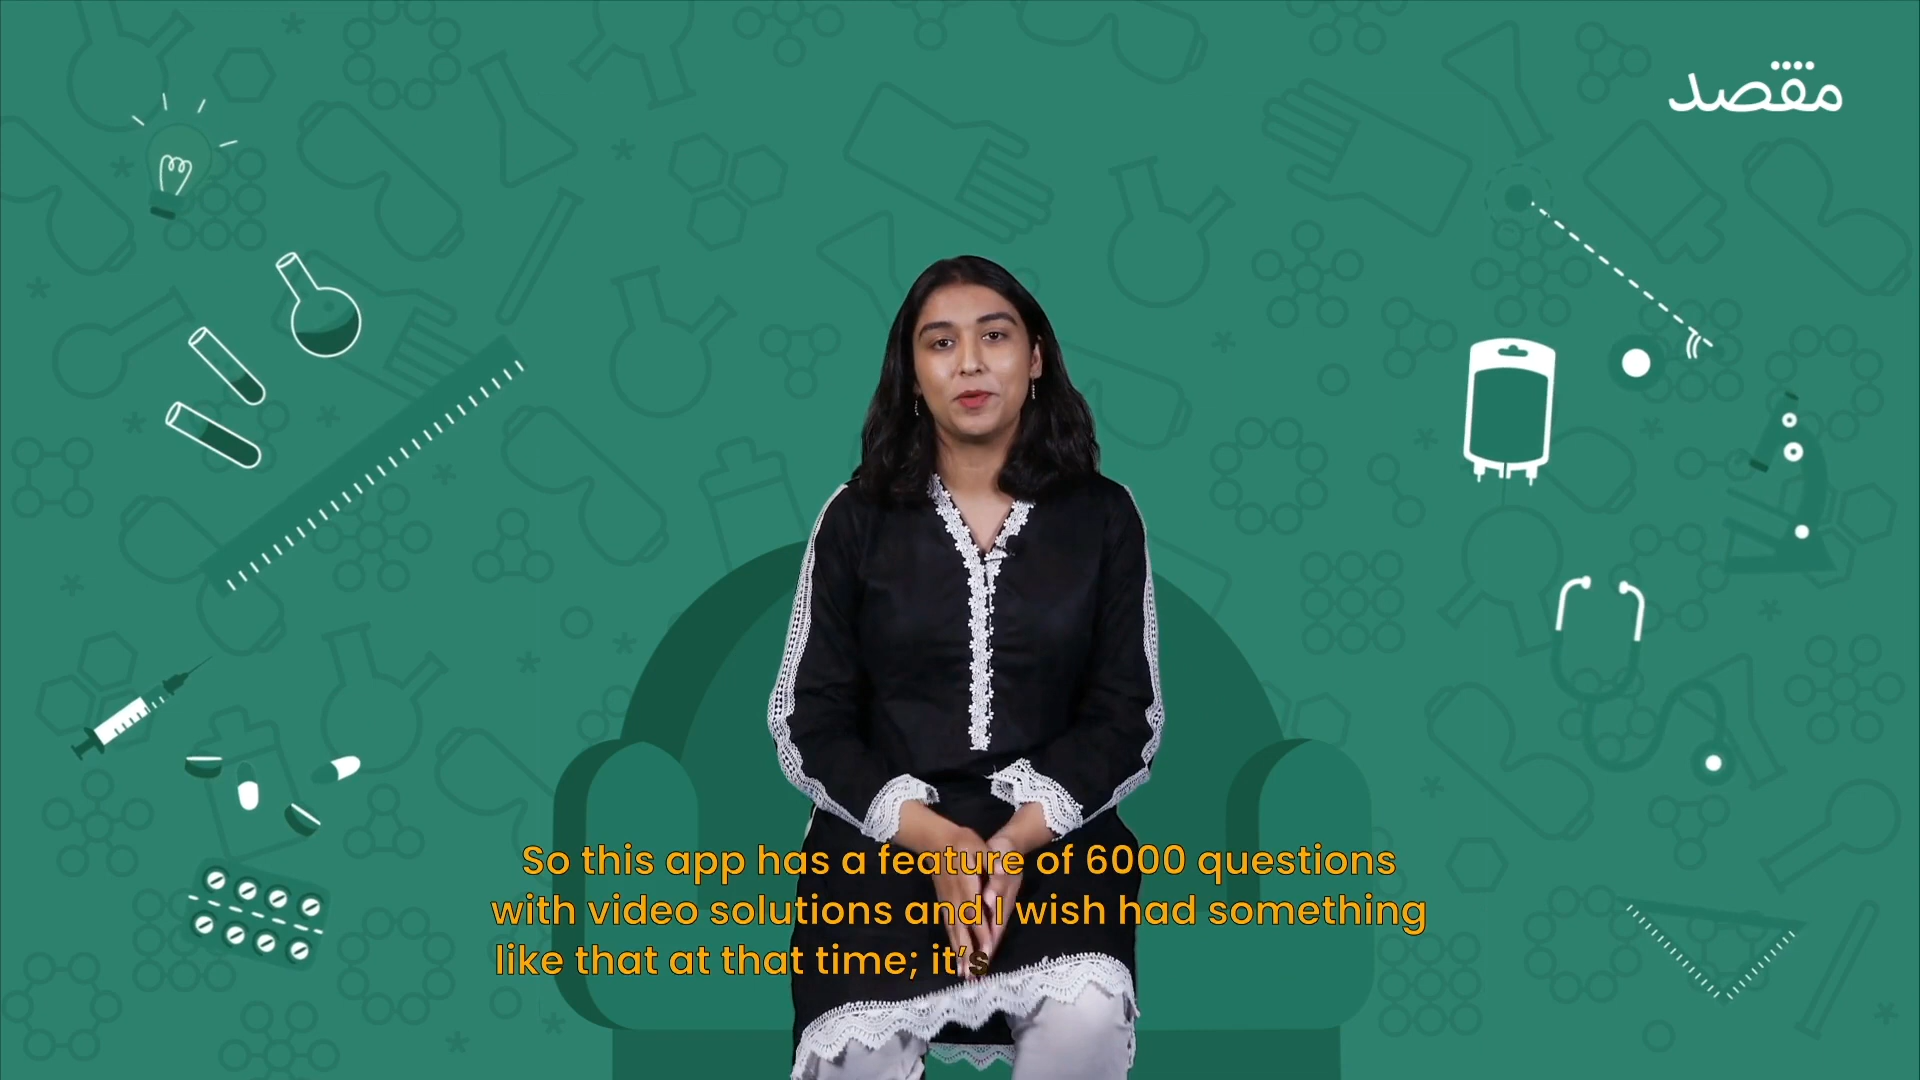 مقصد
So this app has a feature of 6000 questions
with video solutions and I wish had something
like that at that time; it’s